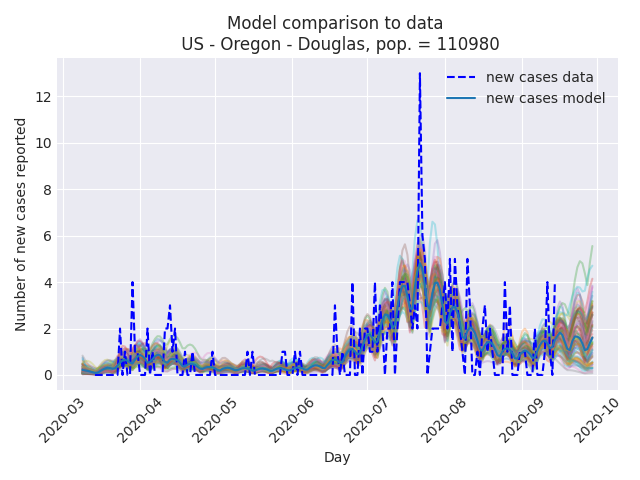 Model comparison to data
US - Oregon - Douglas, pop. = 110980
new cases data
new cases model
Number of new cases reported
12
10
8
6
4
2
0
2020-03
2020-04
2020-05
2020-06
2020-07
2020-08
2020-09
2020-10
Day